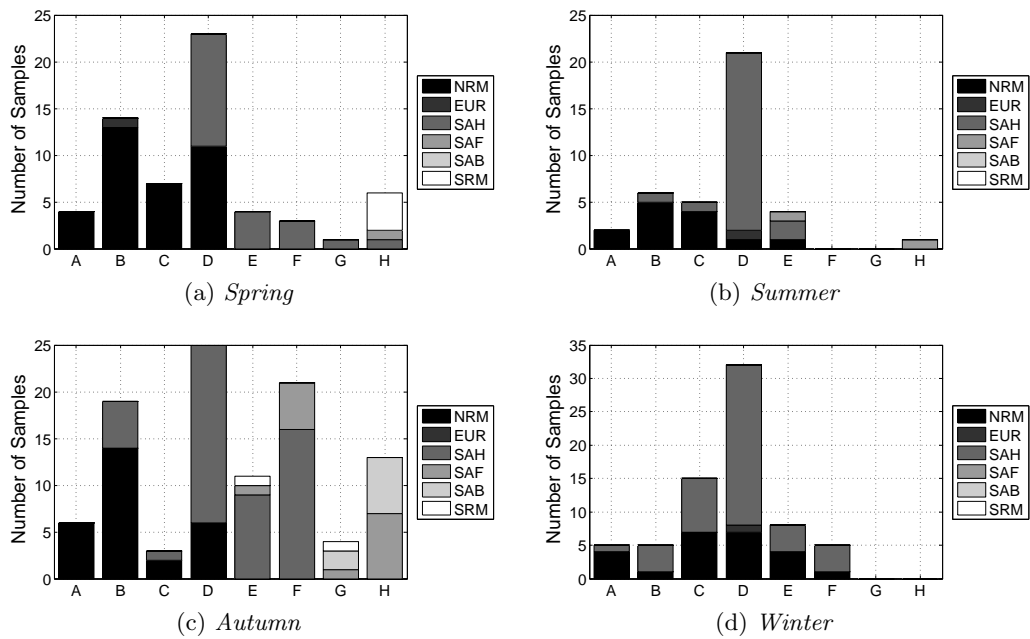 Number of Samples
25
20
15
10
5
0
A B C D E F G H
NRM
EUR
SAH
SAF
SAB
SRM
(a) Spring
Number of Samples
25
20
15
10
5
0
A B C D E F G H
NRM
EUR
SAH
SAF
SAB
SRM
(b) Summer
Number of Samples
25
20
15
10
5
0
A B C D E F G H
NRM
EUR
SAH
SAF
SAB
SRM
(c) Autumn
Number of Samples
35
30
25
20
15
10
5
0
A B C D E F G H
NRM
EUR
SAH
SAF
SAB
SRM
(d) Winter